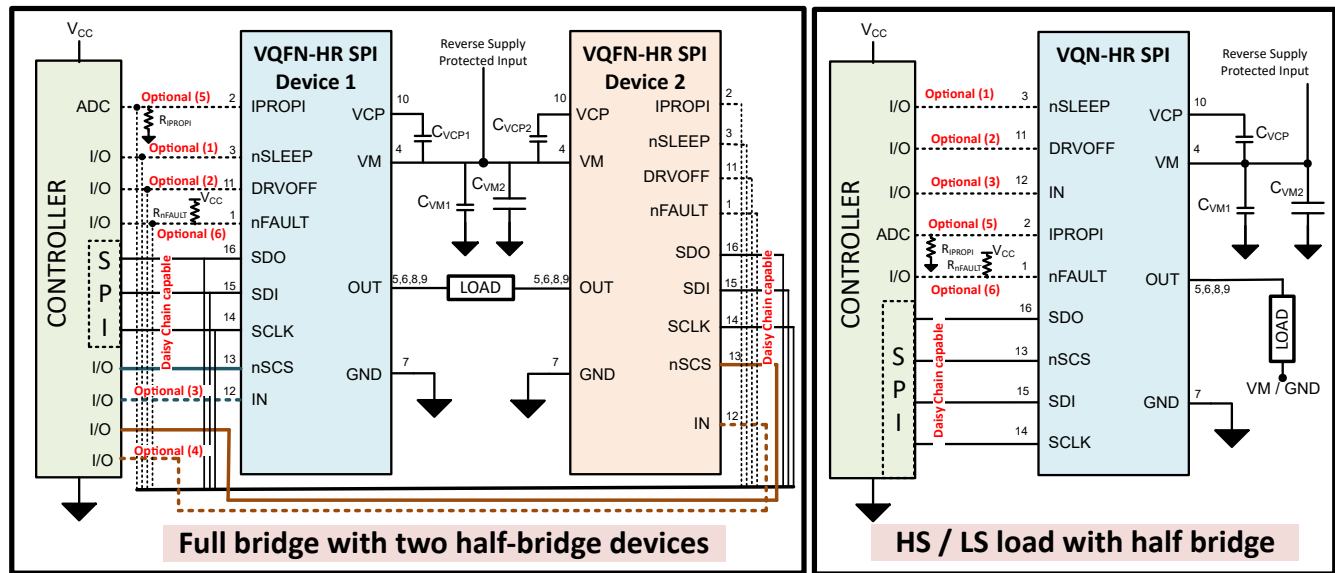 VCC
CONTROLLER
ADC
I/O
I/O
I/O
SPI
I/O
I/O
I/O
I/O
Optional (5)
RIPROPI
Optional (1)
Optional (2)
VCC
RnFAULT
Optional (6)
Daisy Chain capable
Optional (3)
Optional (4)
2
3
11
1
16
15
14
13
12
VQFN-HR SPI
Device 1
IPROPI
nSLEEP
DRVOFF
nFAULT
SDO
SDI
SCLK
nSCS
IN
VCP
VM
OUT
GND
10
4
5,6,8,9
7
Reverse Supply
Protected Input
CVCP1
CVCP2
CVM1
CVM2
LOAD
10
4
5,6,8,9
7
VQFN-HR SPI
Device 2
VCP
VM
OUT
GND
IPROPI
nSLEEP
DRVOFF
nFAULT
SDO
SDI
SCLK
nSCS
IN
2
3
11
1
16
15
14
13
12
Daisy Chain capable
Full bridge with two half-bridge devices
VCC
CONTROLLER
I/O
I/O
I/O
ADC
I/O
SPI
Optional (1)
Optional (2)
Optional (3)
Optional (5)
RIPROPI
VCC
RnFAULT
Optional (6)
Daisy Chain capable
3
11
12
2
1
16
13
15
14
VQN-HR SPI
nSLEEP
DRVOFF
IN
IPROPI
nFAULT
SDO
nSCS
SDI
SCLK
VCP
VM
OUT
GND
10
4
5,6,8,9
7
Reverse Supply
Protected Input
CVCP
CVM1
CVM2
LOAD
VM / GND
HS / LS load with half bridge